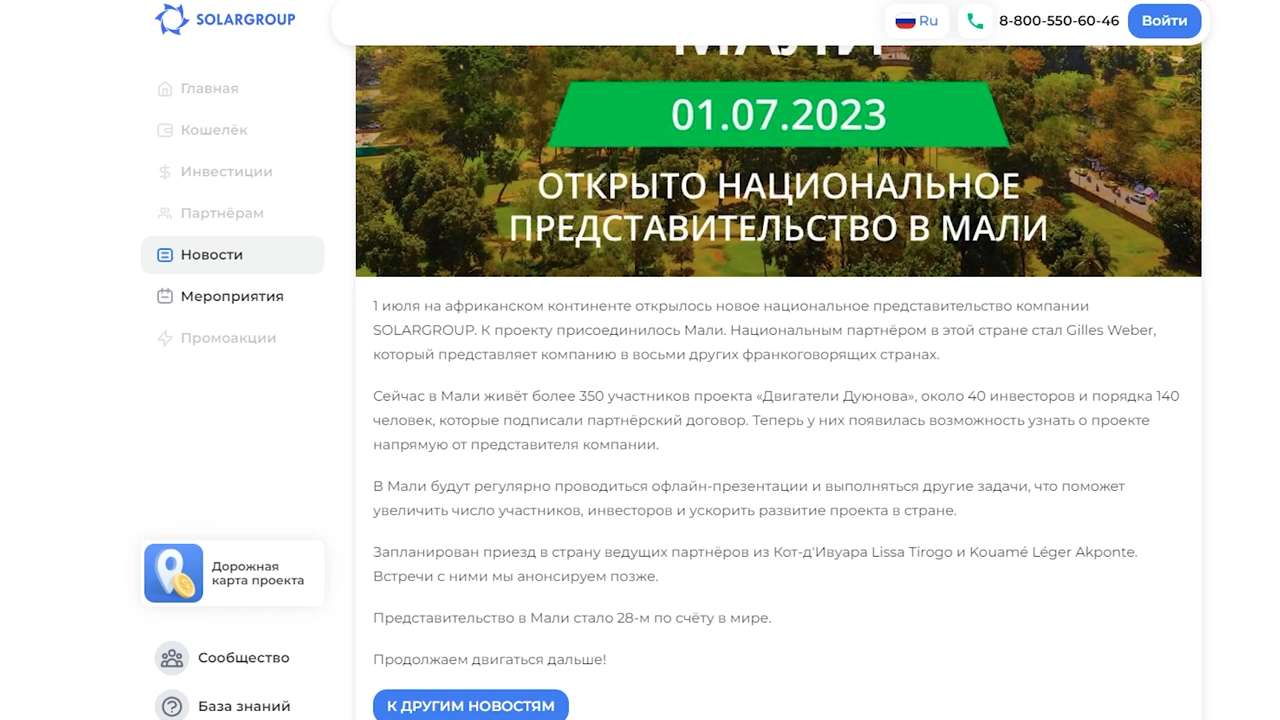 SOLARGROUP
Ru
8-800-550-60-46
Войти
Главная
Кошелёк
Инвестиции
Партнёрам
Новости
Мероприятия
Промоакции
Дорожная
карта проекта
Сообщество
База знаний
МАЛИ
01.07.2023
ОТКРЫТО НАЦИОНАЛЬНОЕ
ПРЕДСТАВИТЕЛЬСТВО В МАЛИ
1 июля на африканском континенте открылось новое национальное представительство компании
SOLARGROUP. К проекту присоединилось Мали. Национальным партнёром в этой стране стал Gilles Weber,
который представляет компанию в восьми других франкоговорящих странах.
Сейчас в Мали живёт более 350 участников проекта «Двигатели Дуюнова», около 40 инвесторов и порядка 140
человек, которые подписали партнёрский договор. Теперь у них появилась возможность узнать о проекте
напрямую от представителя компании.
В Мали будут регулярно проводиться офлайн-презентации и выполняться другие задачи, что поможет
увеличить число участников, инвесторов и ускорить развитие проекта в стране.
Запланирован приезд в страну ведущих партнёров из Кот-д'Ивуара Lissa Tirogo и Kouamé Léger Akponte.
Встречи с ними мы анонсируем позже.
Представительство в Мали стало 28-м по счёту в мире.
Продолжаем двигаться дальше!
К ДРУГИМ НОВОСТЯМ